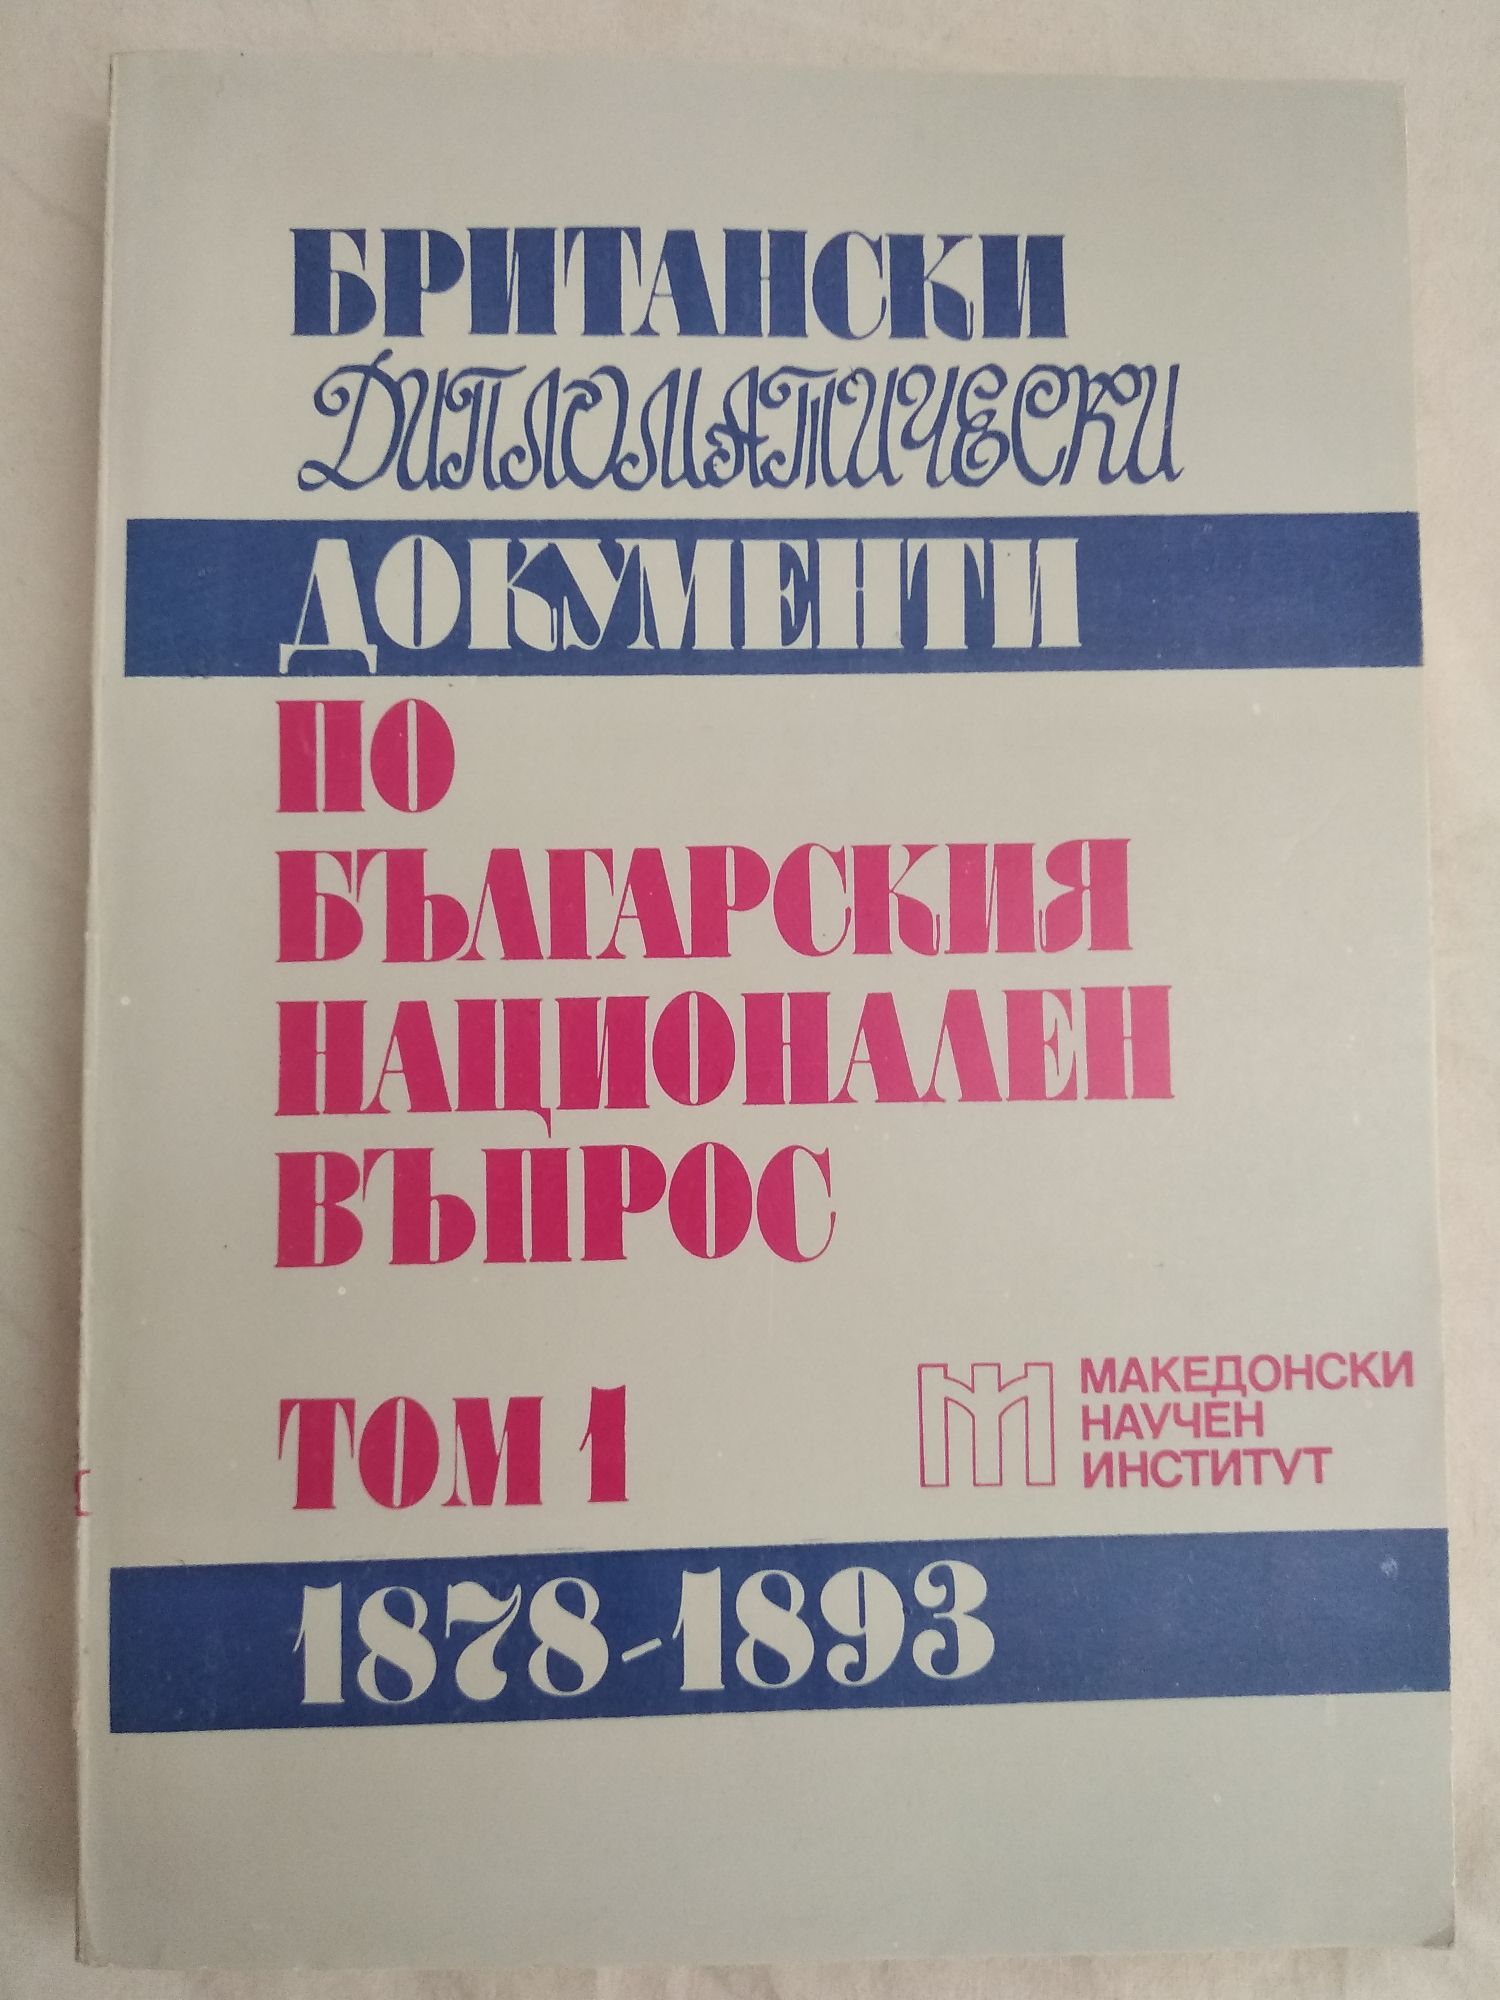 БРИТАНСКИ
ДИПЛОМАТИЧЕСКИ
ДОКУМЕНТИ
ПО
БЪЛГАРСКИЯ
НАЦИОНАЛЕН
ВЪПРОС
ТОМ 1
МАКЕДОНСКИ
НАУЧЕН
ИНСТИТУТ
1878-1893